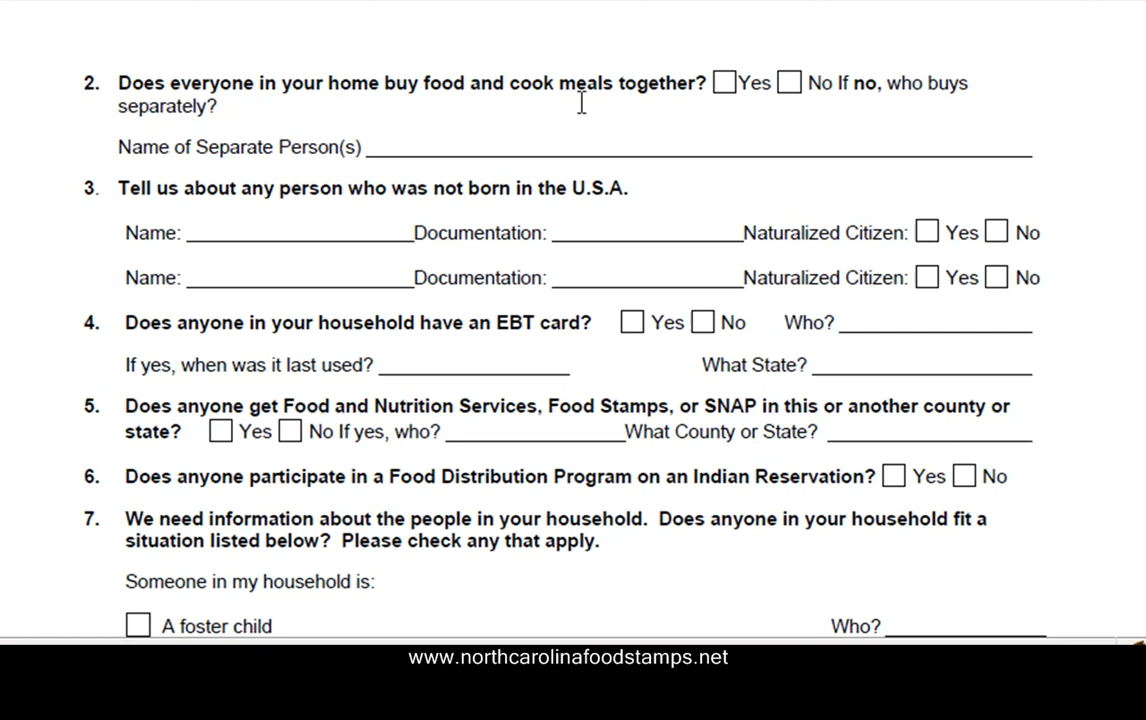 2. Does everyone in your home buy food and cook meals together? Yes No If no, who buys
separately?
Name of Separate Person(s)
3. Tell us about any person who was not born in the U.S.A.
Name: Documentation: Naturalized Citizen: Yes No
Name: Documentation: Naturalized Citizen: Yes No
4. Does anyone in your household have an EBT card? Yes No Who?
If yes, when was it last used? What State?
5. Does anyone get Food and Nutrition Services, Food Stamps, or SNAP in this or another county or
state? Yes No If yes, who? What County or State?
6. Does anyone participate in a Food Distribution Program on an Indian Reservation? Yes No
7. We need information about the people in your household. Does anyone in your household fit a
situation listed below? Please check any that apply.
Someone in my household is:
A foster child Who?
www.northcarolinafoodstamps.net